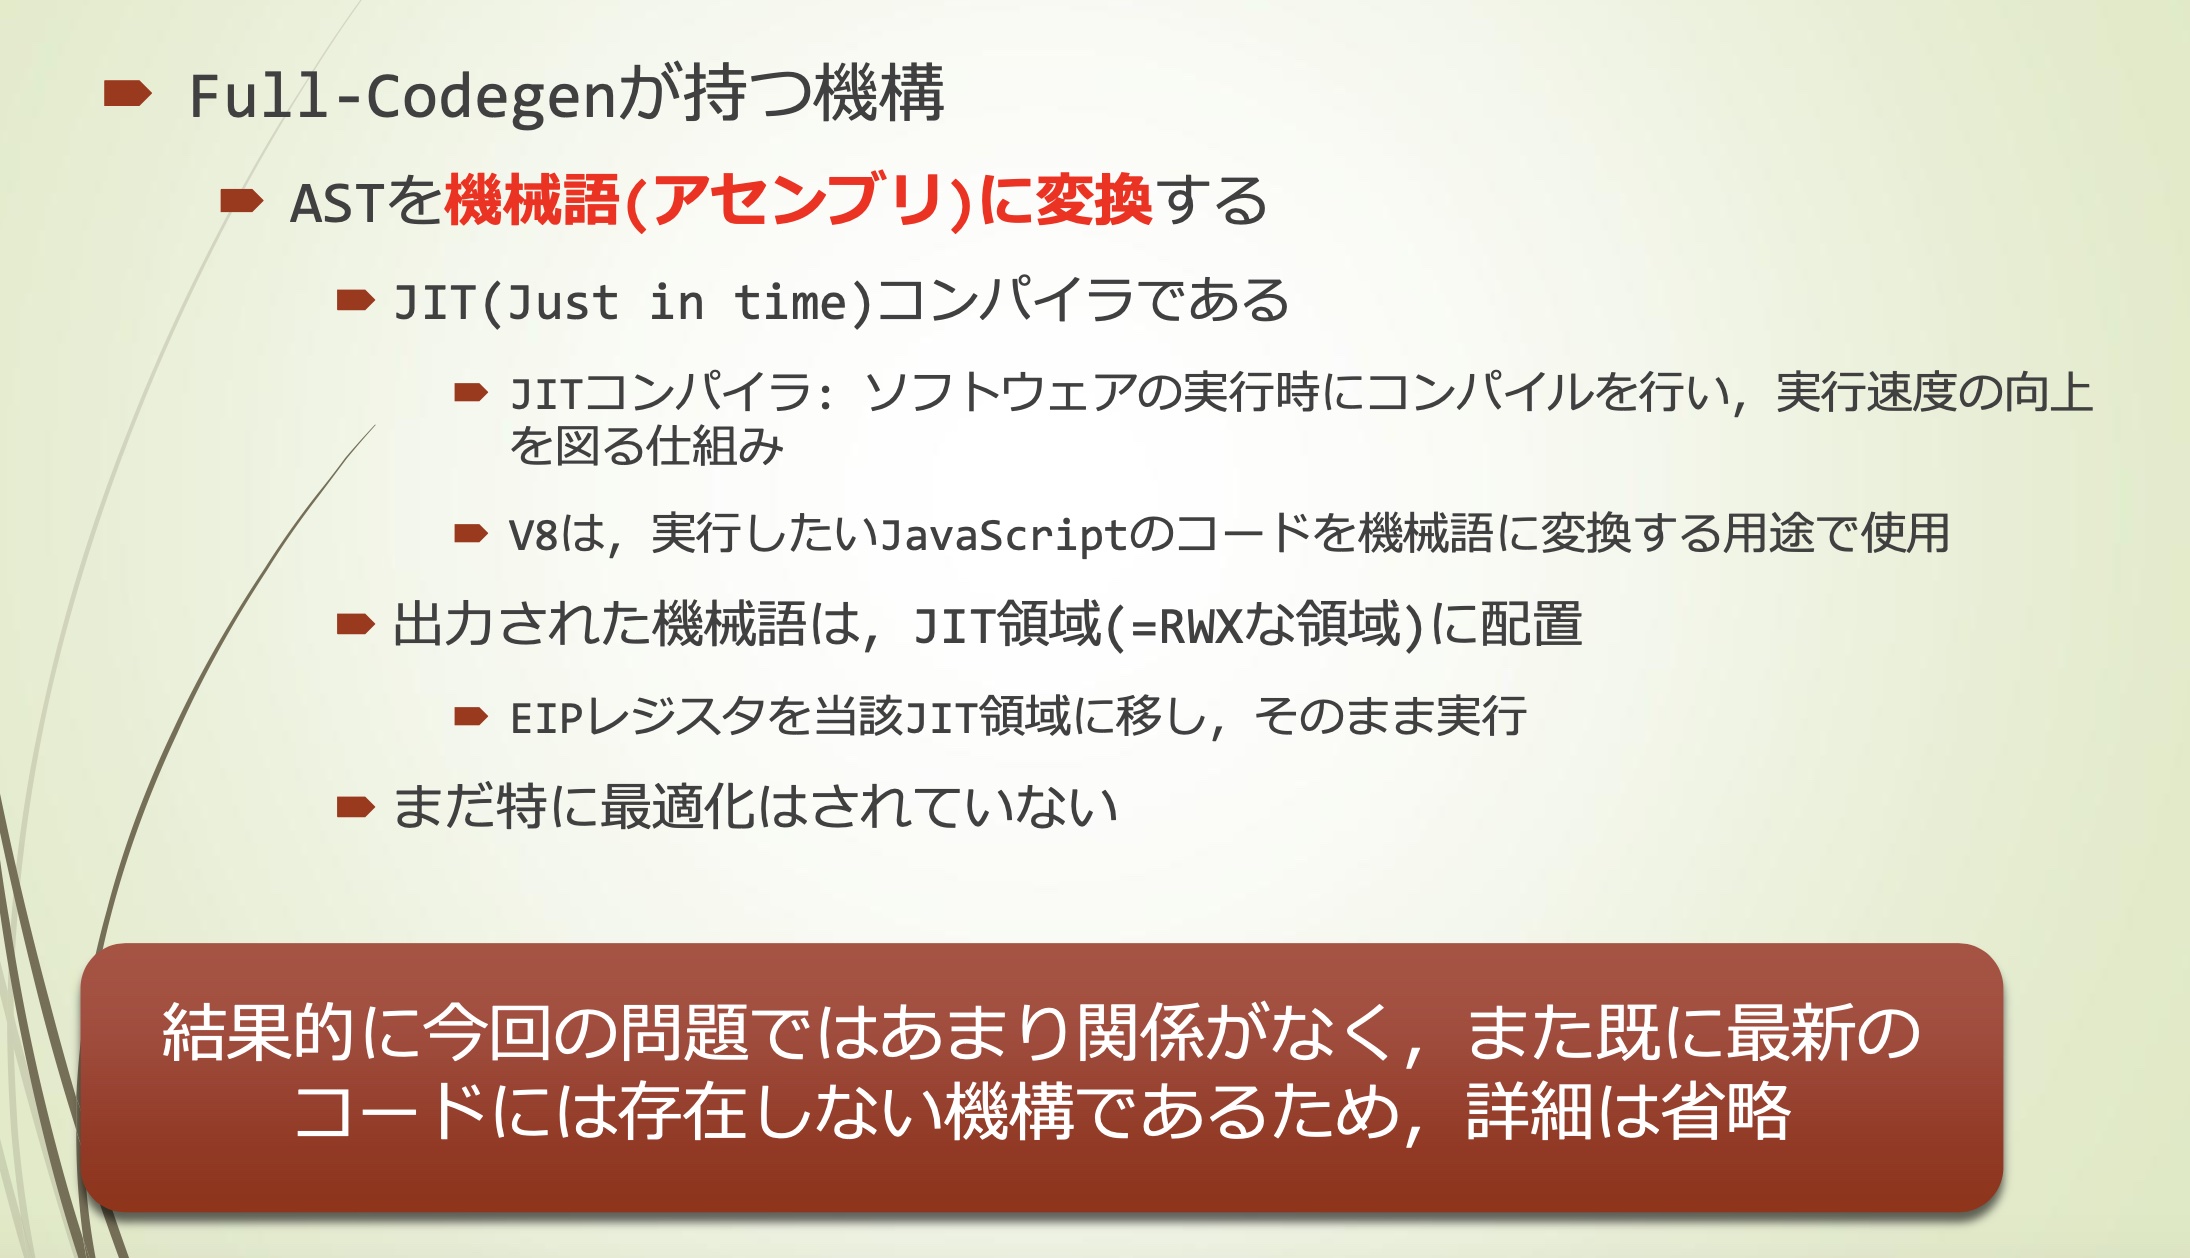 Full-Codegenが持つ機構
ASTを機械語(アセンブリ)に変換する
JIT(Just in time)コンパイラである
JITコンパイラ: ソフトウェアの実行時にコンパイルを行い，実行速度の向上
を図る仕組み
V8は，実行したいJavaScriptのコードを機械語に変換する用途で使用
出力された機械語は，JIT領域(=RWXな領域)に配置
EIPレジスタを当該JIT領域に移し，そのまま実行
まだ特に最適化はされていない
結果的に今回の問題ではあまり関係がなく，また既に最新の
コードには存在しない機構であるため，詳細は省略